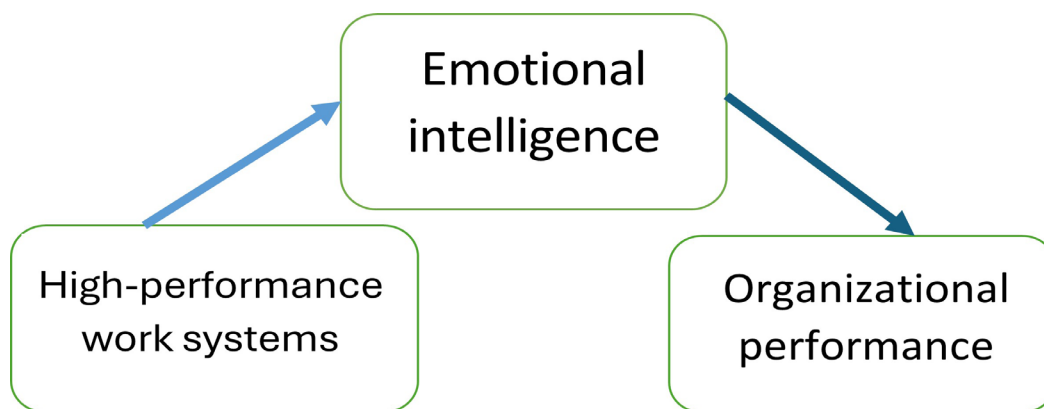 Emotional
intelligence
High-performance
work systems
Organizational
performance